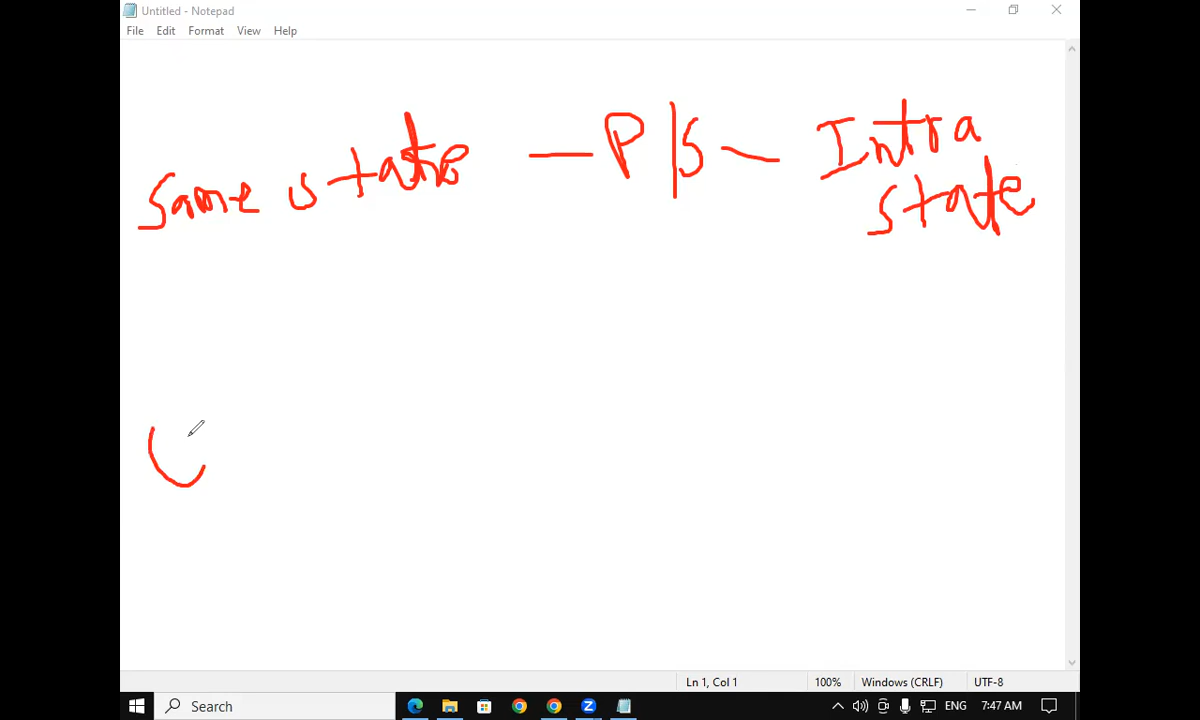 Untitled - Notepad
File Edit Format View Help
Same state — P|S — Intra
state
Ln 1, Col 1 100% Windows (CRLF) UTF-8
Search ENG 7:47 AM